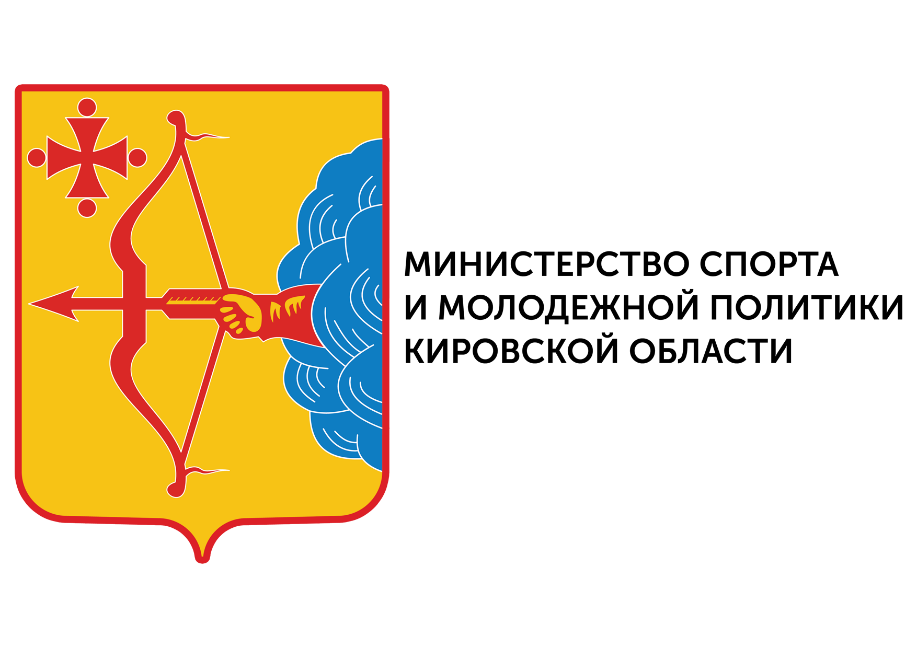 МИНИСТЕРСТВО СПОРТА
И МОЛОДЕЖНОЙ ПОЛИТИКИ
КИРОВСКОЙ ОБЛАСТИ